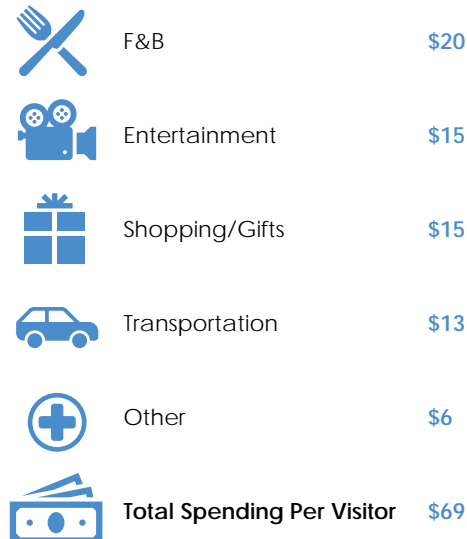 F&B $20
Entertainment $15
Shopping/Gifts $15
Transportation $13
Other $6
Total Spending Per Visitor $69